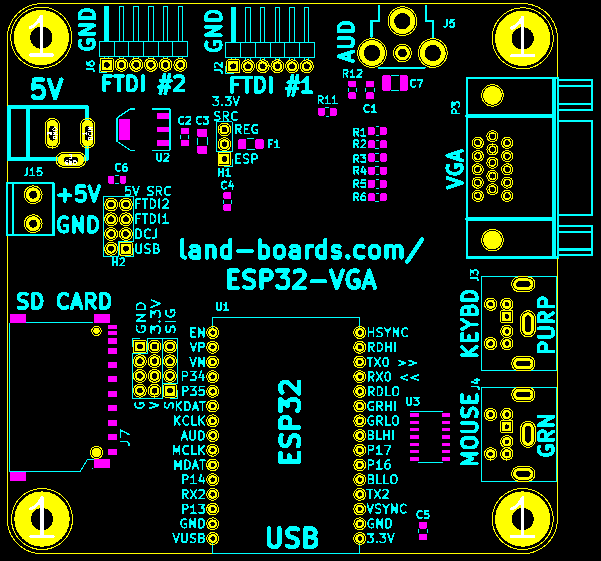 1
GND
J6
FTDI #2
GND
J2
FTDI #1
AUD
J5
1
5V
R12
C1
C7
R11
3.3V
SRC
REG
ESP
H1
F1
C2
C3
U2
J15
+5V
GND
C6
C4
5V SRC
FTDI2
FTDI1
DCJ
USB
H2
R1
R2
R3
R4
R5
R6
P3
VGA
land-boards.com/
ESP32-VGA
SD CARD
J7
GND
3.3V
SIG
G
V
S
U1
EN
VP
VN
P34
P35
KDAT
KCLK
AUD
MCLK
MDAT
P14
RX2
P13
GND
VUSB
ESP32
USB
HSYNC
RDHI
TX0 >>
RX0 <<
RDLO
GRHI
GRLO
BLHI
P17
P16
BLLO
TX2
VSYNC
GND
3.3V
U3
C5
J3
KEYBD
PURP
J4
MOUSE
GRN
1
1